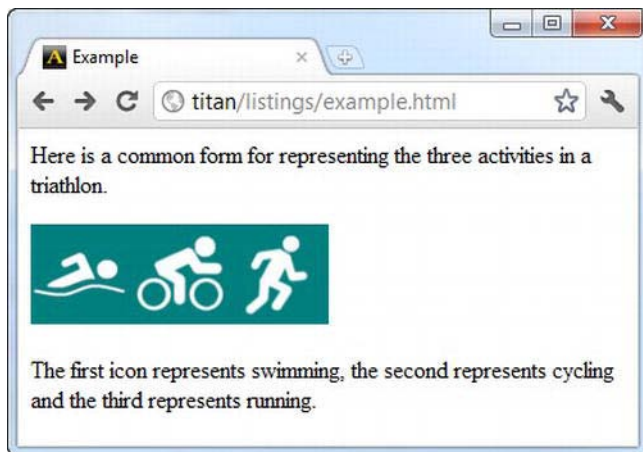 Example
titan/listings/example.html
Here is a common form for representing the three activities in a
triathlon.
The first icon represents swimming, the second represents cycling
and the third represents running.